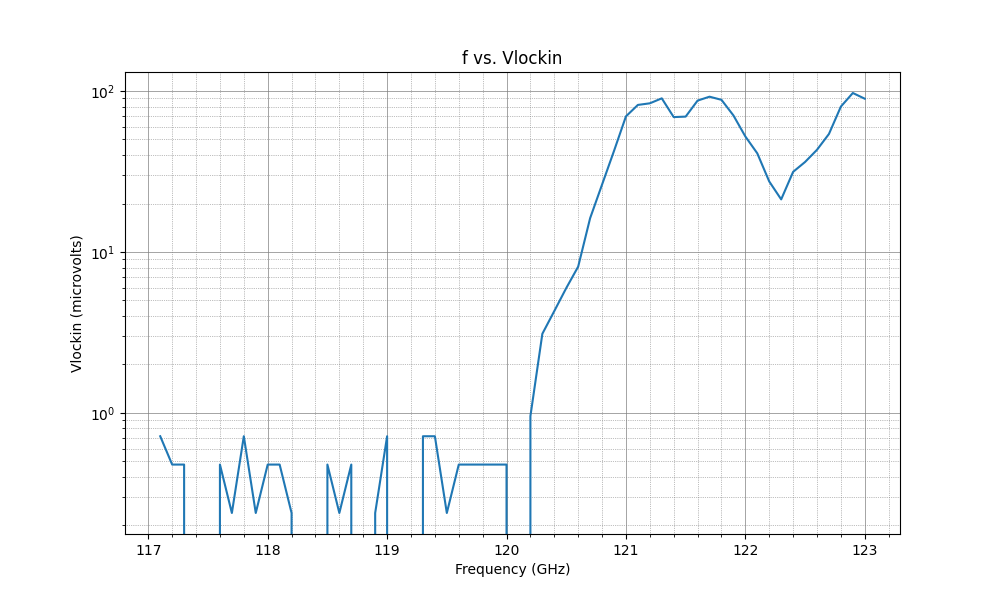 f vs. Vlockin
10²
10¹
10⁰
Vlockin (microvolts)
117 118 119 120 121 122 123
Frequency (GHz)